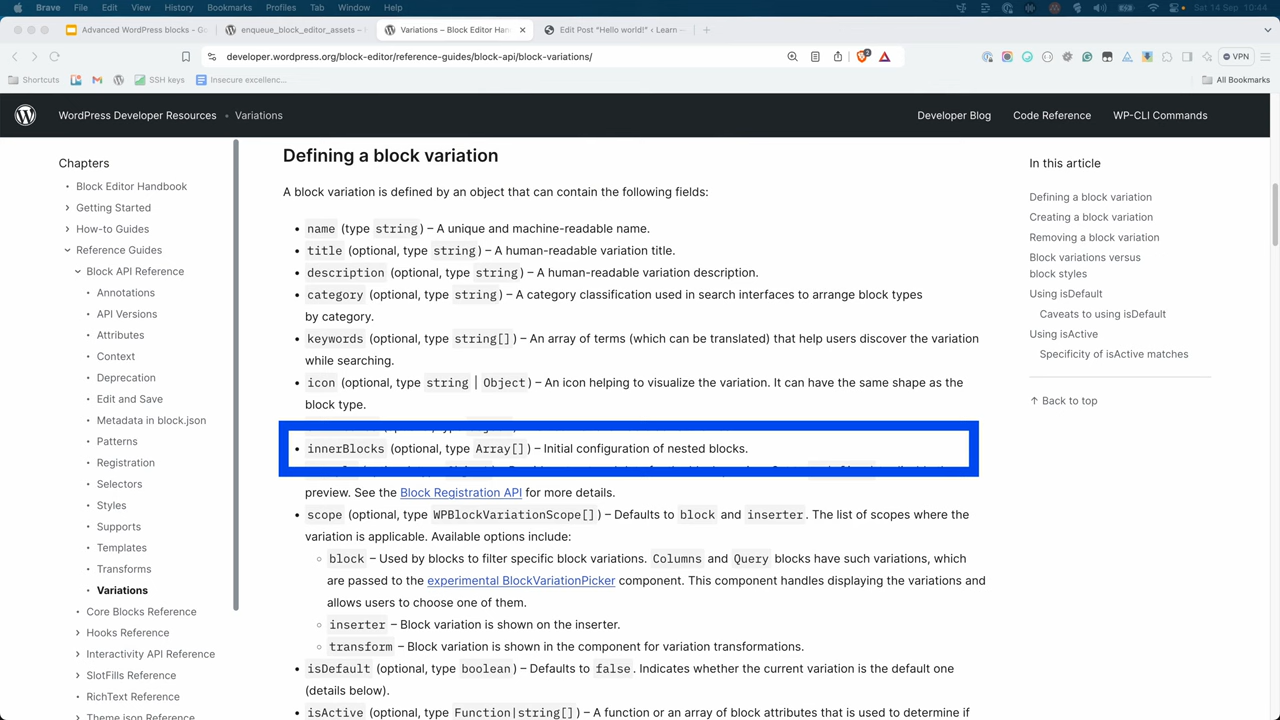 Brave File Edit View History Bookmarks Profiles Tab Window Help Sat 14 Sep 10:44
Advanced WordPress blocks - G enqueue_block_editor_assets – Variations – Block Editor Han Edit Post "Hello world!" ‹ Learn —
developer.wordpress.org/block-editor/reference-guides/block-api/block-variations/ 2 VPN
Shortcuts SSH keys Insecure excellenc... All Bookmarks
WordPress Developer Resources • Variations Developer Blog Code Reference WP-CLI Commands
Chapters
• Block Editor Handbook
Getting Started
How-to Guides
Reference Guides
Block API Reference
• Annotations
• API Versions
• Attributes
• Context
• Deprecation
• Edit and Save
• Metadata in block.json
• Patterns
• Registration
• Selectors
• Styles
• Supports
• Templates
• Transforms
• Variations
• Core Blocks Reference
Hooks Reference
Interactivity API Reference
SlotFills Reference
• RichText Reference
• Theme.json Reference
Defining a block variation
A block variation is defined by an object that can contain the following fields:
• name (type string) – A unique and machine-readable name.
• title (optional, type string) – A human-readable variation title.
• description (optional, type string) – A human-readable variation description.
• category (optional, type string) – A category classification used in search interfaces to arrange block types
by category.
• keywords (optional, type string[]) – An array of terms (which can be translated) that help users discover the variation
while searching.
• icon (optional, type string | Object) – An icon helping to visualize the variation. It can have the same shape as the
block type.
• innerBlocks (optional, type Array[]) – Initial configuration of nested blocks.
preview. See the Block Registration API for more details.
• scope (optional, type WPBlockVariationScope[]) – Defaults to block and inserter. The list of scopes where the
variation is applicable. Available options include:
block – Used by blocks to filter specific block variations. Columns and Query blocks have such variations, which
are passed to the experimental BlockVariationPicker component. This component handles displaying the variations and
allows users to choose one of them.
inserter – Block variation is shown on the inserter.
transform – Block variation is shown in the component for variation transformations.
• isDefault (optional, type boolean) – Defaults to false. Indicates whether the current variation is the default one
(details below).
• isActive (optional, type Function|string[]) – A function or an array of block attributes that is used to determine if
In this article
Defining a block variation
Creating a block variation
Removing a block variation
Block variations versus
block styles
Using isDefault
Caveats to using isDefault
Using isActive
Specificity of isActive matches
↑ Back to top